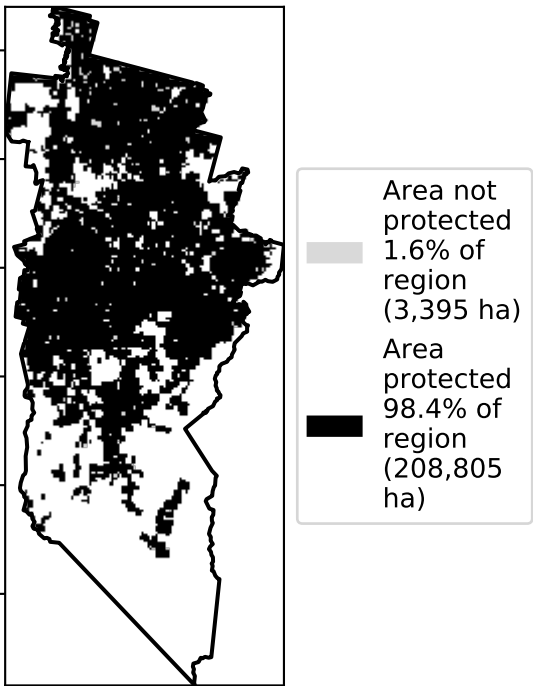 Area not
protected
1.6% of
region
(3,395 ha)
Area
protected
98.4% of
region
(208,805
ha)